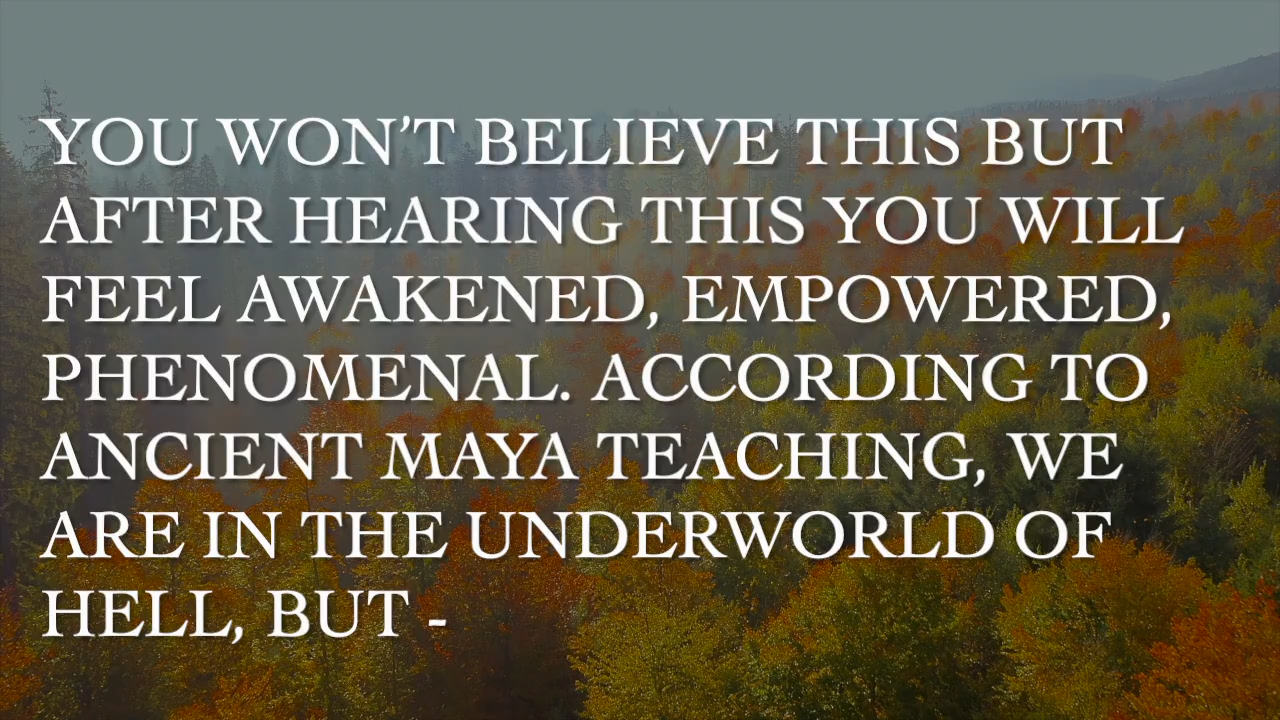 YOU WON’T BELIEVE THIS BUT
AFTER HEARING THIS YOU WILL
FEEL AWAKENED, EMPOWERED,
PHENOMENAL. ACCORDING TO
ANCIENT MAYA TEACHING, WE
ARE IN THE UNDERWORLD OF
HELL, BUT -